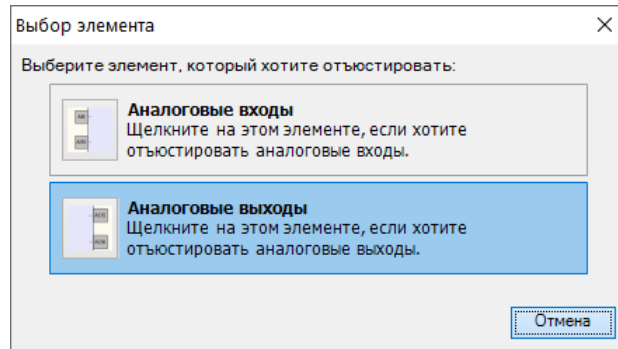 Выбор элемента
Выберите элемент, который хотите отъюстировать:
Аналоговые входы
Щелкните на этом элементе, если хотите
отъюстировать аналоговые входы.
Аналоговые выходы
Щелкните на этом элементе, если хотите
отъюстировать аналоговые выходы.
Отмена